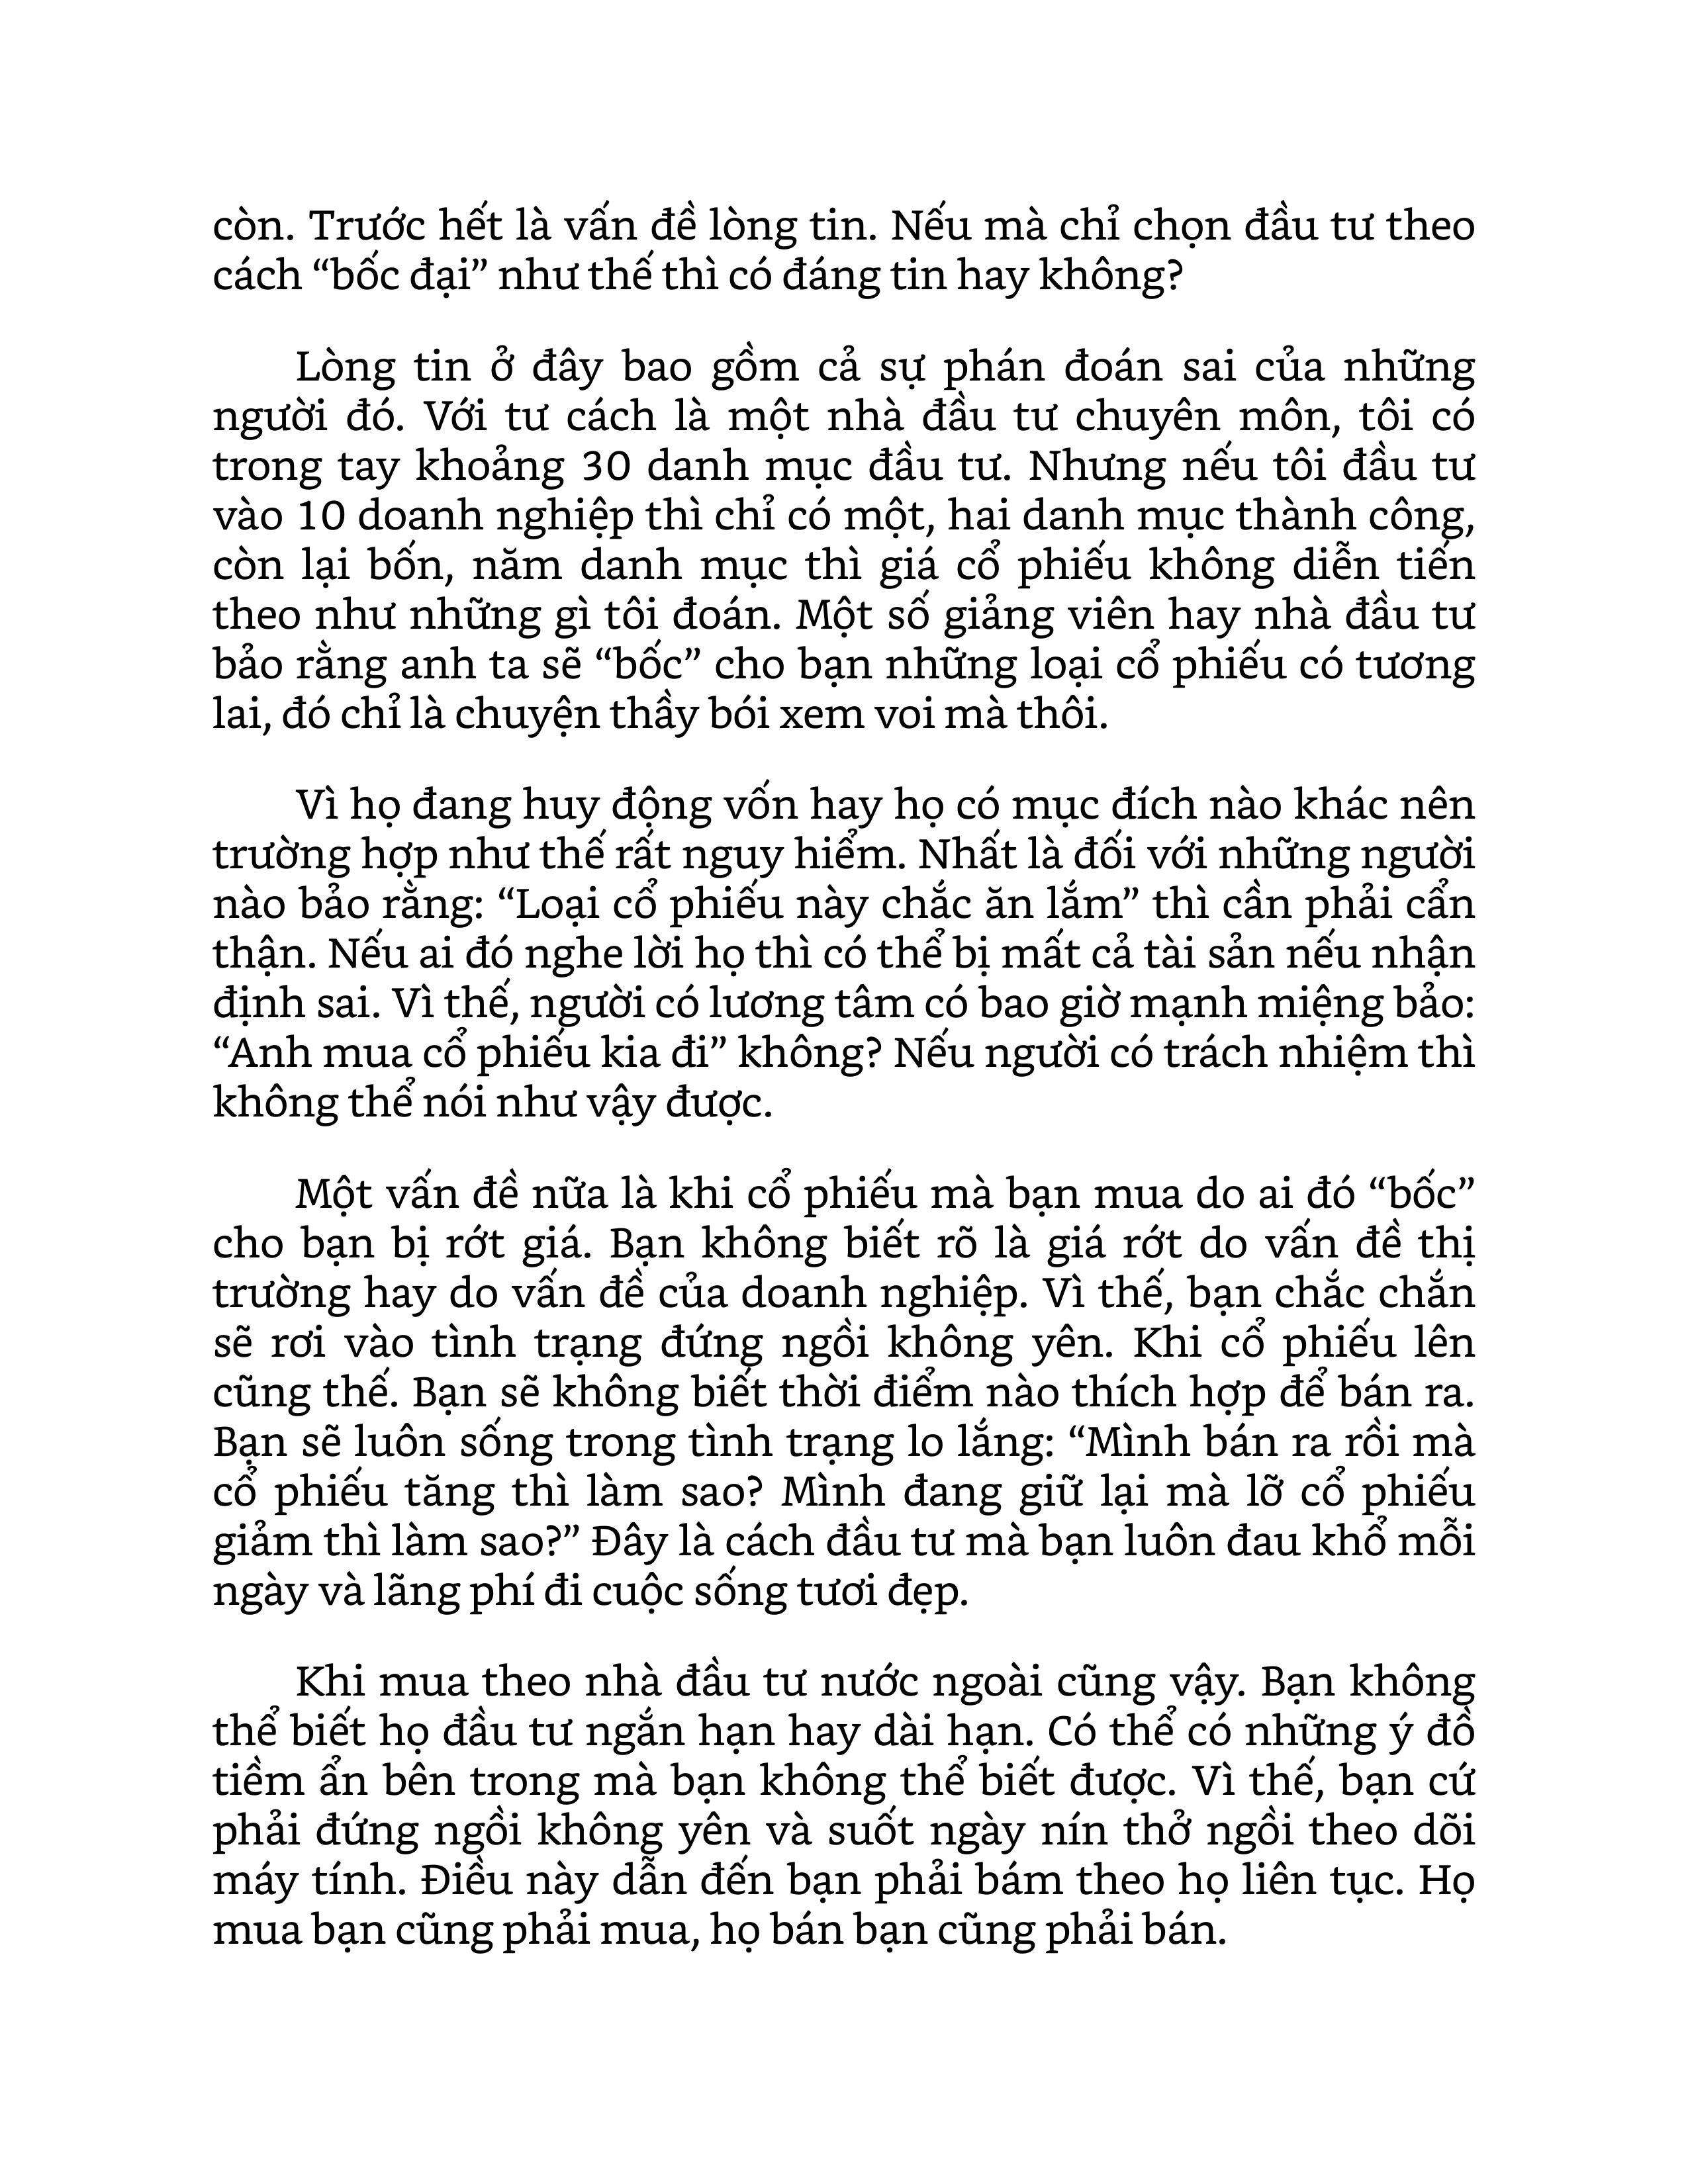 còn. Trước hết là vấn đề lòng tin. Nếu mà chỉ chọn đầu tư theo
cách “bốc đại” như thế thì có đáng tin hay không?
Lòng tin ở đây bao gồm cả sự phán đoán sai của những
người đó. Với tư cách là một nhà đầu tư chuyên môn, tôi có
trong tay khoảng 30 danh mục đầu tư. Nhưng nếu tôi đầu tư
vào 10 doanh nghiệp thì chỉ có một, hai danh mục thành công,
còn lại bốn, năm danh mục thì giá cổ phiếu không diễn tiến
theo như những gì tôi đoán. Một số giảng viên hay nhà đầu tư
bảo rằng anh ta sẽ “bốc” cho bạn những loại cổ phiếu có tương
lai, đó chỉ là chuyện thầy bói xem voi mà thôi.
Vì họ đang huy động vốn hay họ có mục đích nào khác nên
trường hợp như thế rất nguy hiểm. Nhất là đối với những người
nào bảo rằng: “Loại cổ phiếu này chắc ăn lắm” thì cần phải cẩn
thận. Nếu ai đó nghe lời họ thì có thể bị mất cả tài sản nếu nhận
định sai. Vì thế, người có lương tâm có bao giờ mạnh miệng bảo:
“Anh mua cổ phiếu kia đi” không? Nếu người có trách nhiệm thì
không thể nói như vậy được.
Một vấn đề nữa là khi cổ phiếu mà bạn mua do ai đó “bốc”
cho bạn bị rớt giá. Bạn không biết rõ là giá rớt do vấn đề thị
trường hay do vấn đề của doanh nghiệp. Vì thế, bạn chắc chắn
sẽ rơi vào tình trạng đứng ngồi không yên. Khi cổ phiếu lên
cũng thế. Bạn sẽ không biết thời điểm nào thích hợp để bán ra.
Bạn sẽ luôn sống trong tình trạng lo lắng: “Mình bán ra rồi mà
cổ phiếu tăng thì làm sao? Mình đang giữ lại mà lỡ cổ phiếu
giảm thì làm sao?” Đây là cách đầu tư mà bạn luôn đau khổ mỗi
ngày và lãng phí đi cuộc sống tươi đẹp.
Khi mua theo nhà đầu tư nước ngoài cũng vậy. Bạn không
thể biết họ đầu tư ngắn hạn hay dài hạn. Có thể có những ý đồ
tiềm ẩn bên trong mà bạn không thể biết được. Vì thế, bạn cứ
phải đứng ngồi không yên và suốt ngày nín thở ngồi theo dõi
máy tính. Điều này dẫn đến bạn phải bám theo họ liên tục. Họ
mua bạn cũng phải mua, họ bán bạn cũng phải bán.